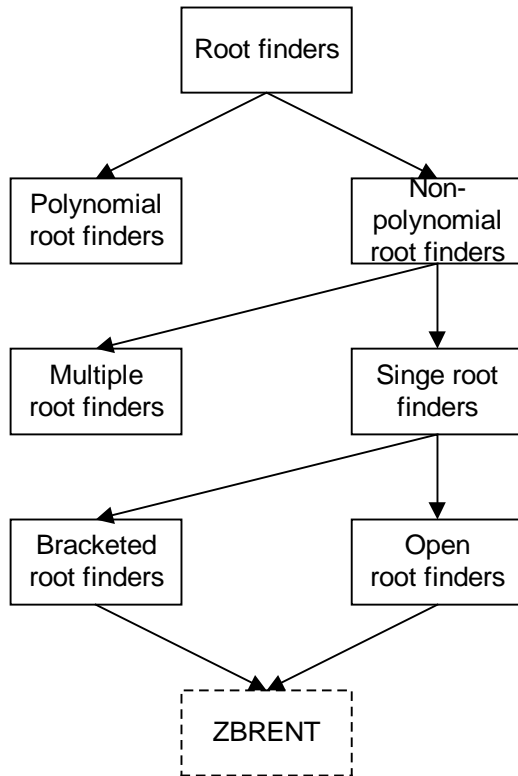 Root finders
Polynomial
root finders
Non-
polynomial
root finders
Multiple
root finders
Singe root
finders
Bracketed
root finders
Open
root finders
ZBRENT